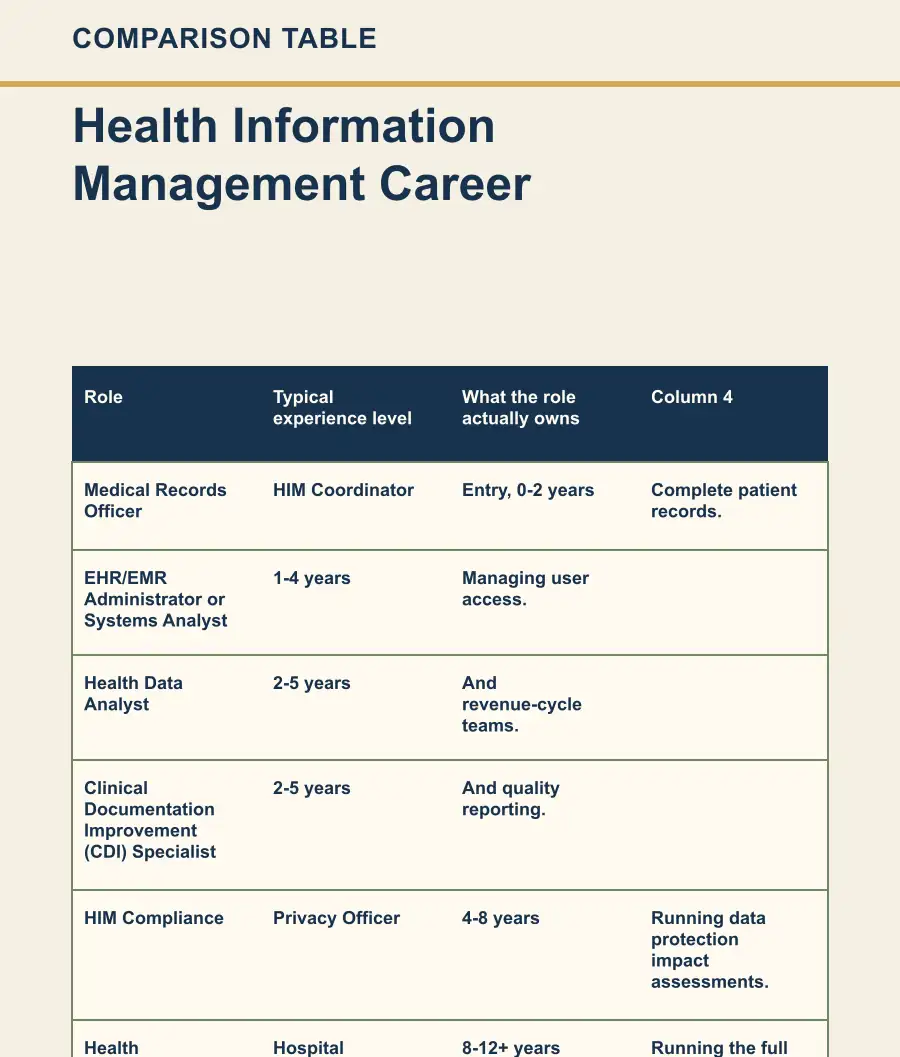 COMPARISON TABLE
Health Information
Management Career
Role
Typical
experience level
What the role
actually owns
Column 4
Medical Records
Officer
HIM Coordinator
Entry, 0-2 years
Complete patient
records.
EHR/EMR
Administrator or
Systems Analyst
1-4 years
Managing user
access.
Health Data
Analyst
2-5 years
And
revenue-cycle
teams.
Clinical
Documentation
Improvement
(CDI) Specialist
2-5 years
And quality
reporting.
HIM Compliance
Privacy Officer
4-8 years
Running data
protection
impact
assessments.
Health
Hospital
8-12+ years
Running the full